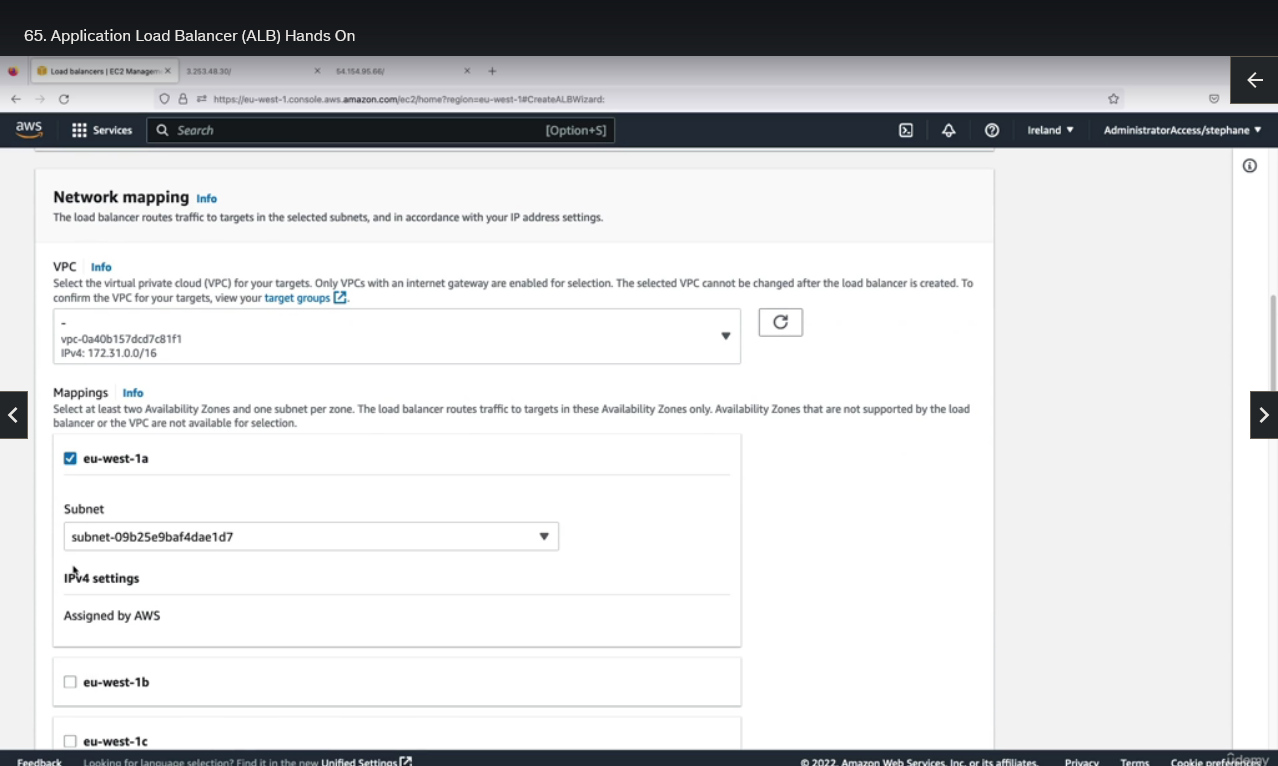 65. Application Load Balancer (ALB) Hands On
Load balancers | EC2 Managem
3.253.48.30/
54.154.95.66/
https://eu-west-1.console.aws.amazon.com/ec2/home?region=eu-west-1#CreateALBWizard:
aws
Services
Search
[Option+S]
Ireland
AdministratorAccess/stephane
Network mapping Info
The load balancer routes traffic to targets in the selected subnets, and in accordance with your IP address settings.
VPC Info
Select the virtual private cloud (VPC) for your targets. Only VPCs with an internet gateway are enabled for selection. The selected VPC cannot be changed after the load balancer is created. To
confirm the VPC for your targets, view your target groups.
-
vpc-0a40b157dcd7c81f1
IPv4: 172.31.0.0/16
Mappings Info
Select at least two Availability Zones and one subnet per zone. The load balancer routes traffic to targets in these Availability Zones only. Availability Zones that are not supported by the load
balancer or the VPC are not available for selection.
eu-west-1a
Subnet
subnet-09b25e9baf4dae1d7
IPv4 settings
Assigned by AWS
eu-west-1b
eu-west-1c
Feedback
Looking for language selection? Find it in the new Unified Settings
© 2022, Amazon Web Services, Inc. or its affiliates.
Privacy
Terms
Cookie preferences
Udemy